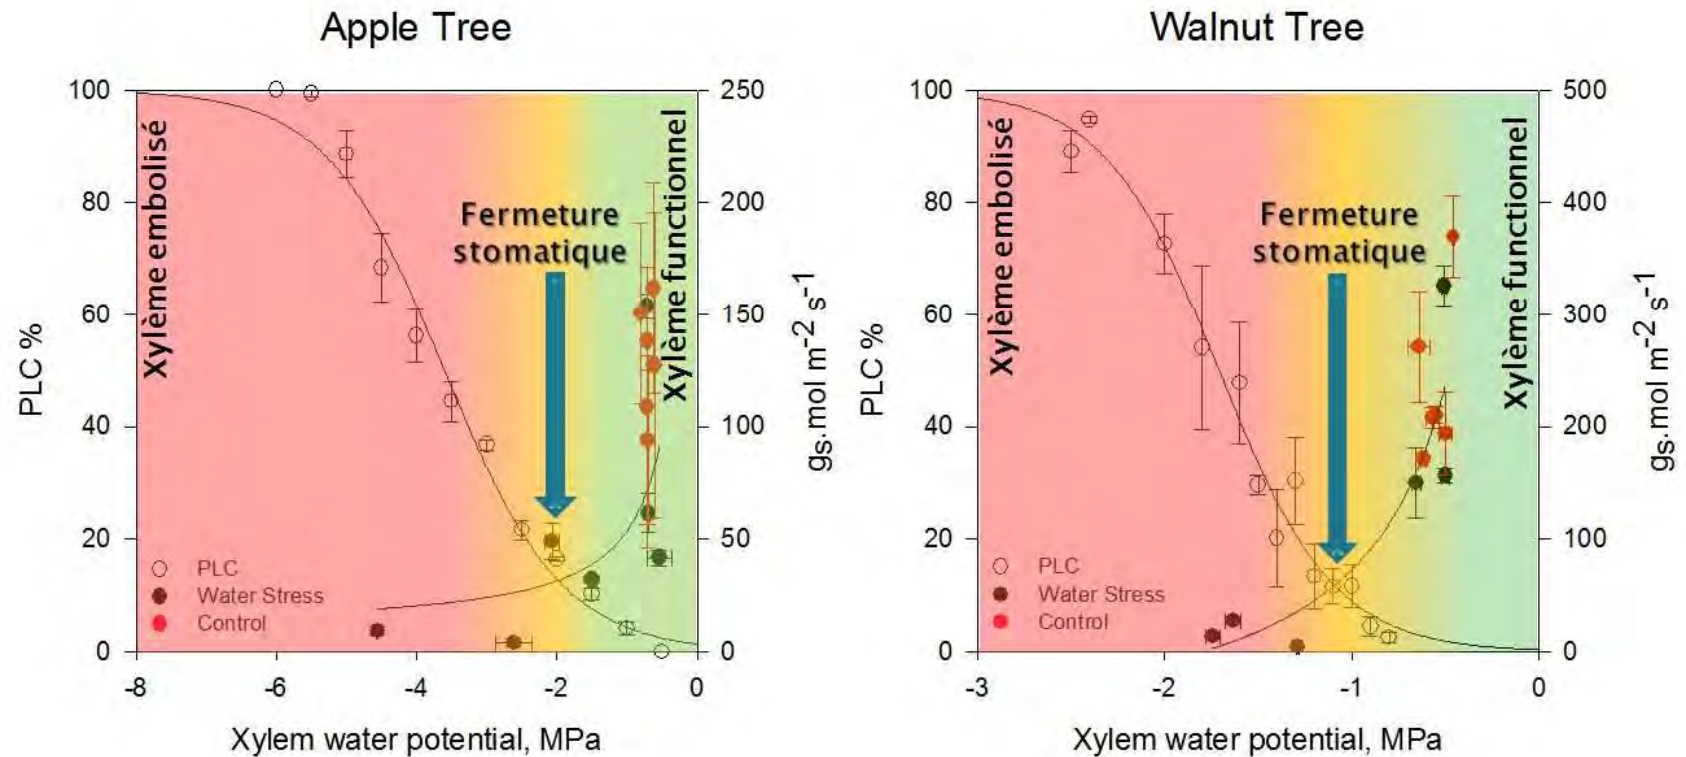 Apple Tree
100
80
60
40
20
0
PLC %
Xylème embolisé
Fermeture
stomatique
Xylème functionnel
PLC
Water Stress
Control
250
200
150
100
50
0
gs.mol m-2 s-1
-8
-6
-4
-2
0
Xylem water potential, MPa
Walnut Tree
100
80
60
40
20
0
PLC %
Xylème embolisé
Fermeture
stomatique
Xylème functionnel
PLC
Water Stress
Control
500
400
300
200
100
0
gs.mol m-2 s-1
-3
-2
-1
0
Xylem water potential, MPa